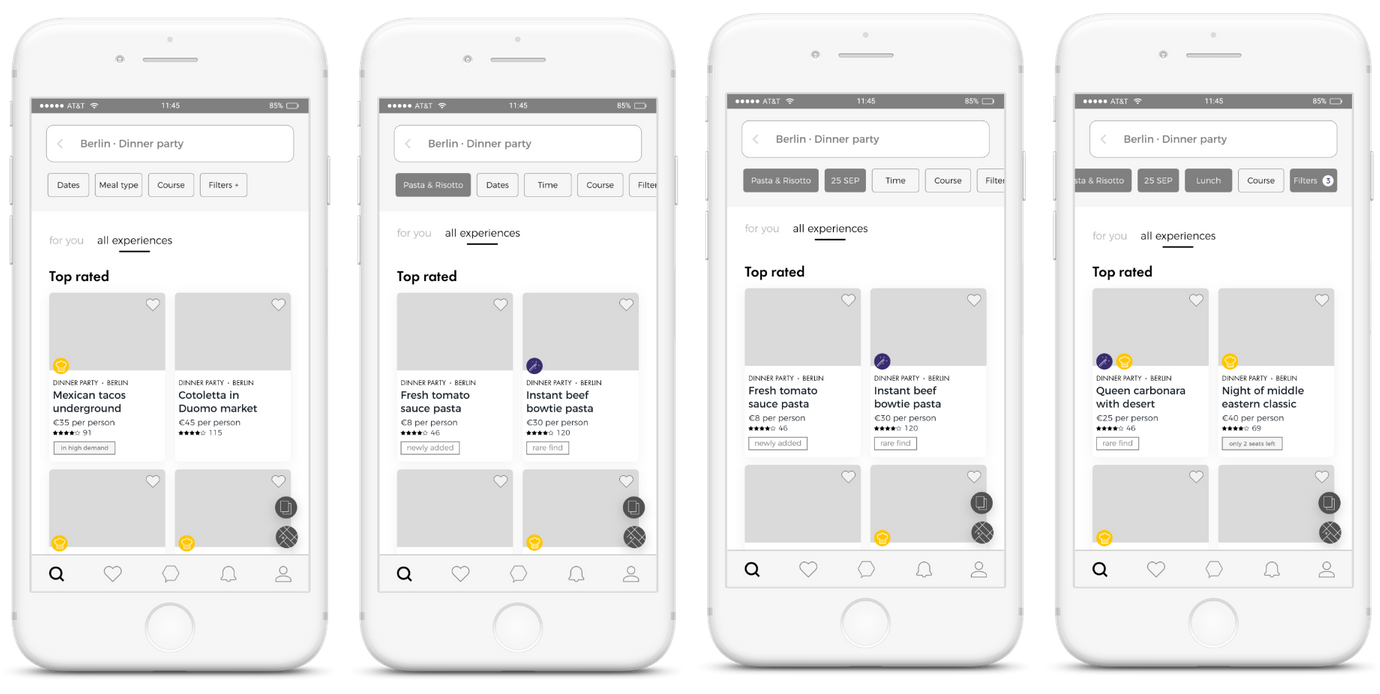 AT&T 11:45 85%
Berlin · Dinner party
Dates Meal type Course Filters +
for you all experiences
Top rated
DINNER PARTY • BERLIN DINNER PARTY • BERLIN
Mexican tacos Cotoletta in
underground Duomo market
€35 per person €45 per person
★★★★☆ 91 ★★★★☆ 115
in high demand
AT&T 11:45 85%
Berlin · Dinner party
Pasta & Risotto Dates Time Course Filter
for you all experiences
Top rated
DINNER PARTY • BERLIN DINNER PARTY • BERLIN
Fresh tomato Instant beef
sauce pasta bowtie pasta
€8 per person €30 per person
★★★★☆ 46 ★★★★☆ 120
newly added rare find
AT&T 11:45 85%
Berlin · Dinner party
Pasta & Risotto 25 SEP Time Course Filter
for you all experiences
Top rated
DINNER PARTY • BERLIN DINNER PARTY • BERLIN
Fresh tomato Instant beef
sauce pasta bowtie pasta
€8 per person €30 per person
★★★★☆ 46 ★★★★☆ 120
newly added rare find
AT&T 11:45 85%
Berlin · Dinner party
sta & Risotto 25 SEP Lunch Course Filters 3
for you all experiences
Top rated
DINNER PARTY • BERLIN DINNER PARTY • BERLIN
Queen carbonara Night of middle
with desert eastern classic
€25 per person €40 per person
★★★★☆ 46 ★★★★☆ 69
rare find only 2 seats left